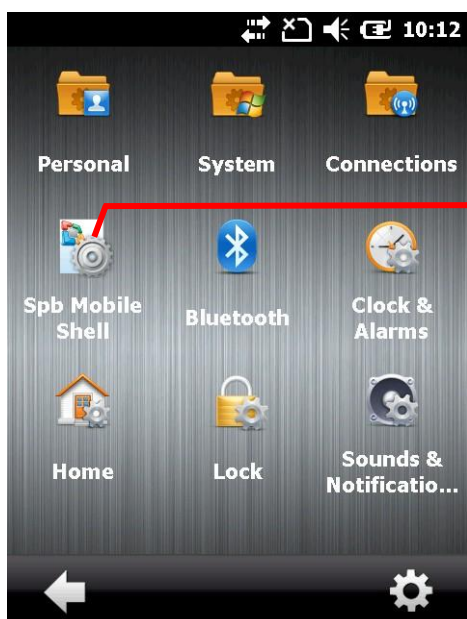 10:12
Personal
System
Connections
Spb Mobile
Shell
Bluetooth
Clock &
Alarms
Home
Lock
Sounds &
Notificatio...